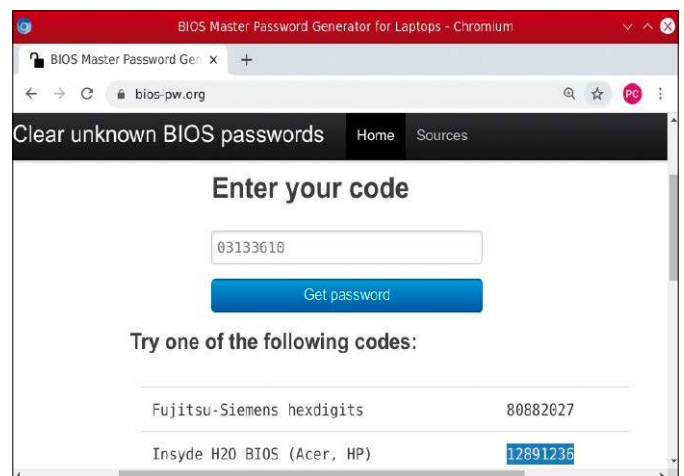 BIOS Master Password Generator for Laptops - Chromium
BIOS Master Password Gen × +
bios-pw.org PC
Clear unknown BIOS passwords Home Sources
Enter your code
03133610
Get password
Try one of the following codes:
Fujitsu-Siemens hexdigits 80882027
Insyde H2O BIOS (Acer, HP) 12891236